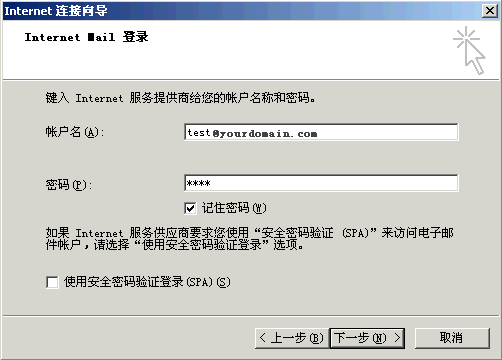 Internet 连接向导
Internet Mail 登录
键入 Internet 服务提供商给您的帐户名称和密码。
帐户名(A):
test@yourdomain.com
密码(P):
****
记住密码(W)
如果 Internet 服务供应商要求您使用“安全密码验证 (SPA)”来访问电子邮
件帐户，请选择“使用安全密码验证登录”选项。
使用安全密码验证登录(SPA)(S)
< 上一步(B) 下一步(N) > 取消